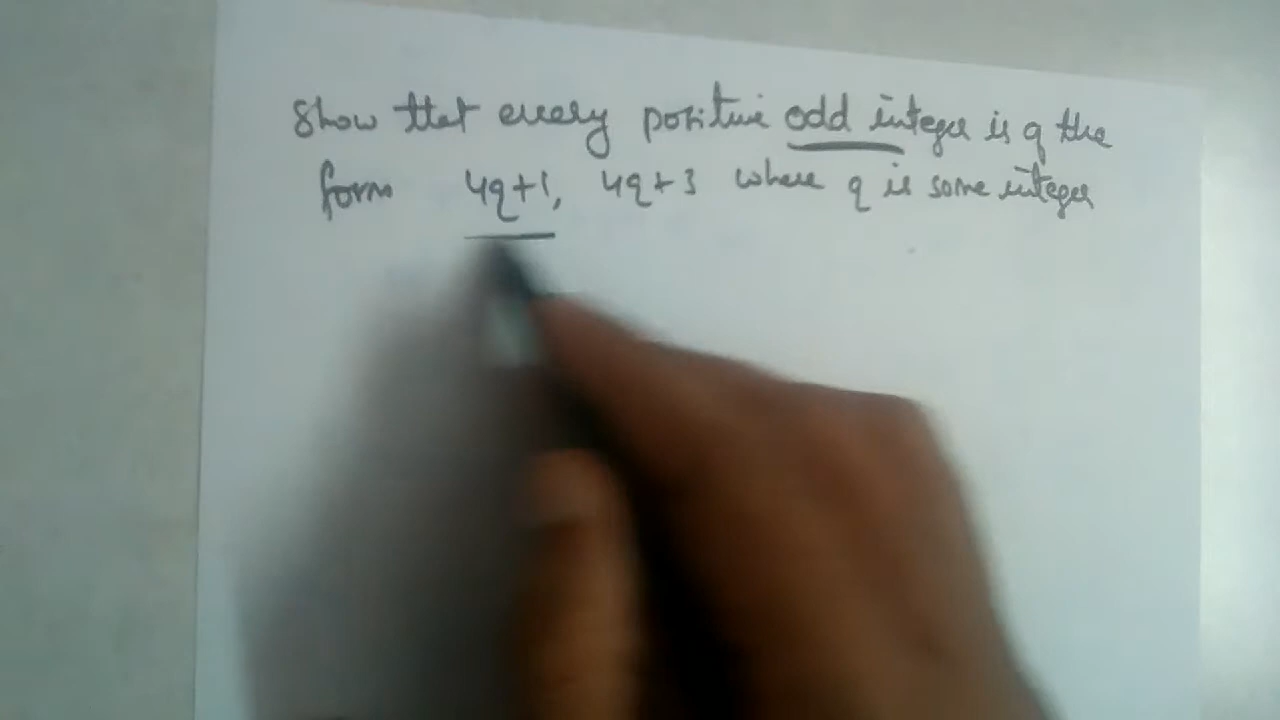 Show that every positive odd integer is of the
form 4q+1, 4q+3 where q is some integer